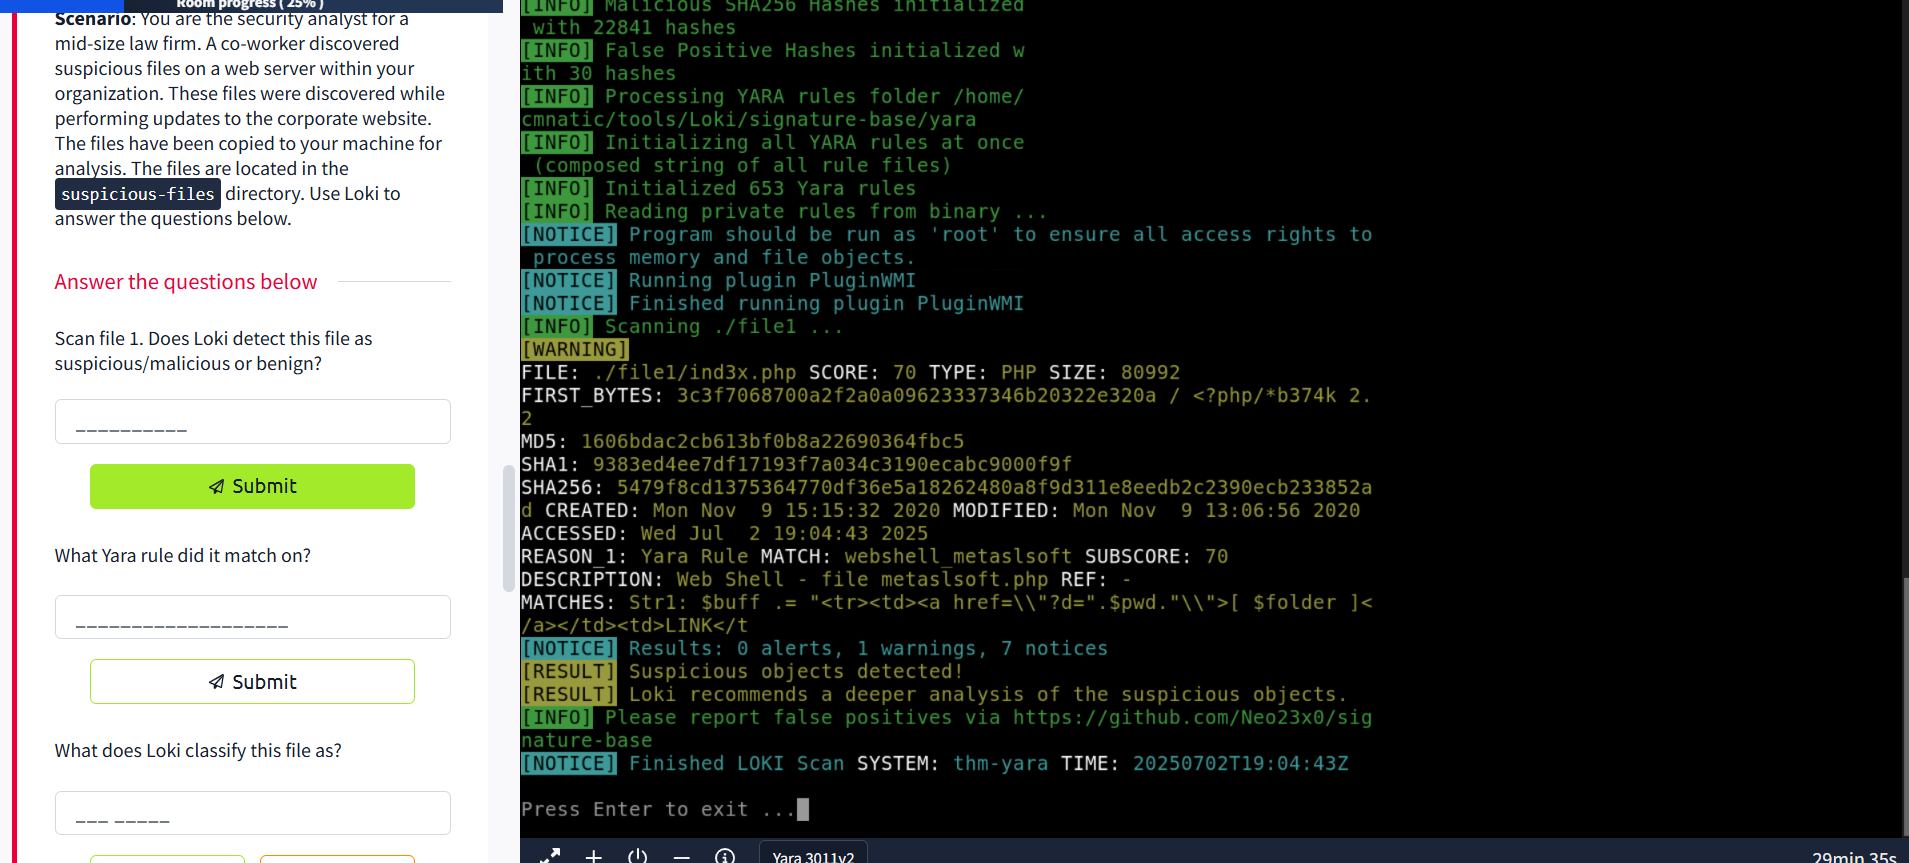 Room progress ( 25% )
Scenario: You are the security analyst for a
mid-size law firm. A co-worker discovered
suspicious files on a web server within your
organization. These files were discovered while
performing updates to the corporate website.
The files have been copied to your machine for
analysis. The files are located in the
suspicious-files directory. Use Loki to
answer the questions below.
Answer the questions below
Scan file 1. Does Loki detect this file as
suspicious/malicious or benign?
__________
Submit
What Yara rule did it match on?
___________________
Submit
What does Loki classify this file as?
___ _____
[INFO] Malicious SHA256 Hashes initialized
with 22841 hashes
[INFO] False Positive Hashes initialized w
ith 30 hashes
[INFO] Processing YARA rules folder /home/
cmnatic/tools/Loki/signature-base/yara
[INFO] Initializing all YARA rules at once
(composed string of all rule files)
[INFO] Initialized 653 Yara rules
[INFO] Reading private rules from binary ...
[NOTICE] Program should be run as 'root' to ensure all access rights to
process memory and file objects.
[NOTICE] Running plugin PluginWMI
[NOTICE] Finished running plugin PluginWMI
[INFO] Scanning ./file1 ...
[WARNING]
FILE: ./file1/ind3x.php SCORE: 70 TYPE: PHP SIZE: 80992
FIRST_BYTES: 3c3f7068700a2f2a0a09623337346b20322e320a / <?php/*b374k 2.
2
MD5: 1606bdac2cb613bf0b8a22690364fbc5
SHA1: 9383ed4ee7df17193f7a034c3190ecabc9000f9f
SHA256: 5479f8cd1375364770df36e5a18262480a8f9d311e8eedb2c2390ecb233852a
d CREATED: Mon Nov  9 15:15:32 2020 MODIFIED: Mon Nov  9 13:06:56 2020
ACCESSED: Wed Jul  2 19:04:43 2025
REASON_1: Yara Rule MATCH: webshell_metaslsoft SUBSCORE: 70
DESCRIPTION: Web Shell - file metaslsoft.php REF: -
MATCHES: Str1: $buff .= "<tr><td><a href=\\"?d=".$pwd."\\">[ $folder ]<
/a></td><td>LINK</t
[NOTICE] Results: 0 alerts, 1 warnings, 7 notices
[RESULT] Suspicious objects detected!
[RESULT] Loki recommends a deeper analysis of the suspicious objects.
[INFO] Please report false positives via https://github.com/Neo23x0/sig
nature-base
[NOTICE] Finished LOKI Scan SYSTEM: thm-yara TIME: 20250702T19:04:43Z
Press Enter to exit ...
Yara 3011v2
29min 35s